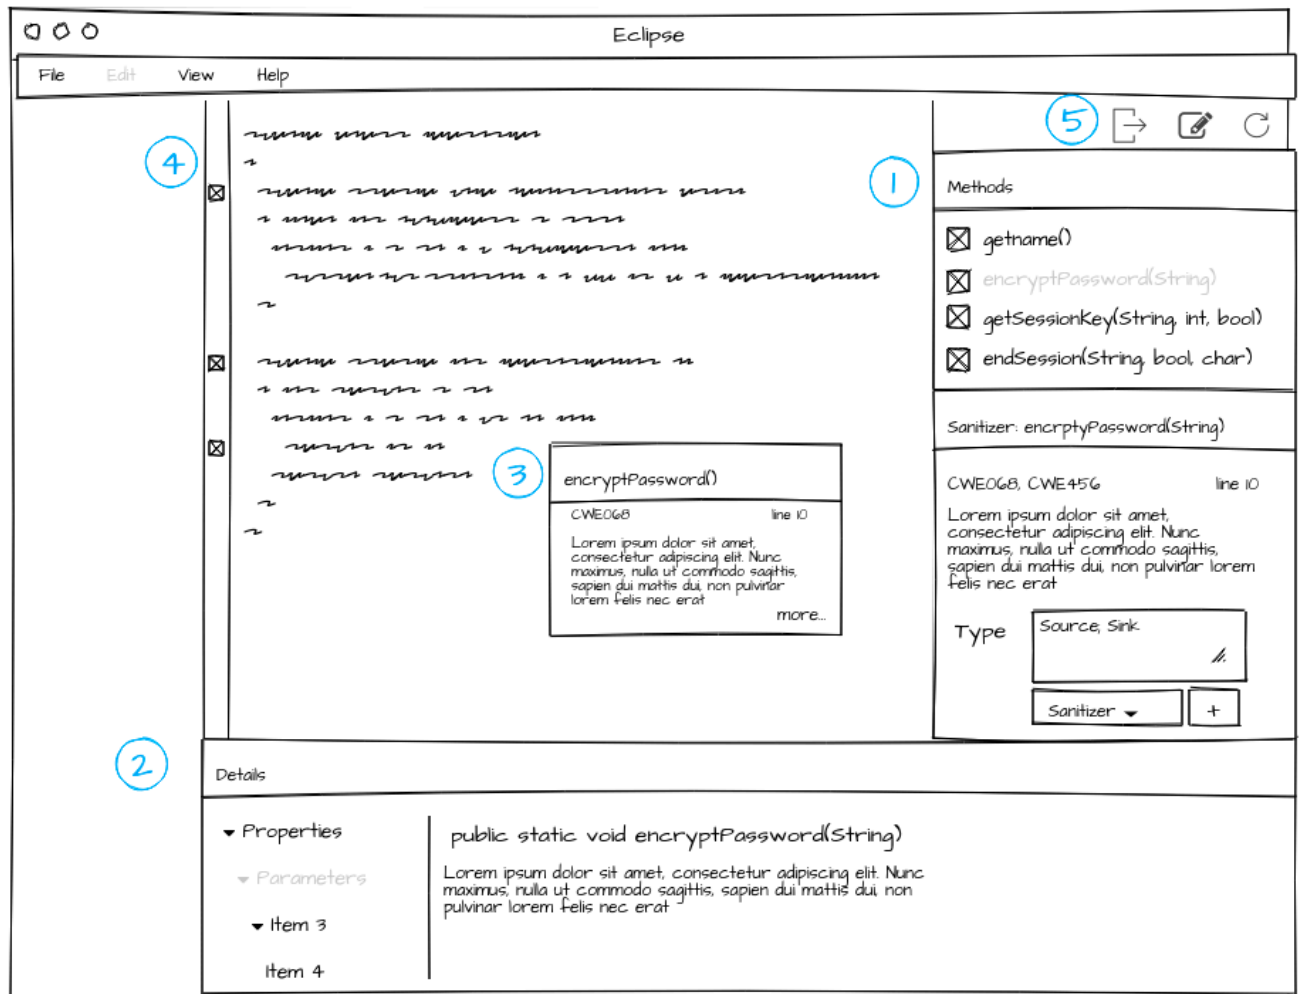 Eclipse
File Edit View Help
5
4
1
Methods
getname()
encryptPassword(String)
getSessionKey(String, int, bool)
endSession(String, bool, char)
Sanitizer: encrptyPassword(String)
CWE068, CWE456 line 10
Lorem ipsum dolor sit amet,
consectetur adipiscing elit. Nunc
maximus, nulla ut commodo sagittis,
sapien dui mattis dui, non pulvinar lorem
felis nec erat
Type
Source, Sink
Sanitizer
+
3
encryptPassword()
CWE068 line 10
Lorem ipsum dolor sit amet,
consectetur adipiscing elit. Nunc
maximus, nulla ut commodo sagittis,
sapien dui mattis dui, non pulvinar
lorem felis nec erat
more...
2
Details
Properties
Parameters
Item 3
Item 4
public static void encryptPassword(String)
Lorem ipsum dolor sit amet, consectetur adipiscing elit. Nunc
maximus, nulla ut commodo sagittis, sapien dui mattis dui, non
pulvinar lorem felis nec erat